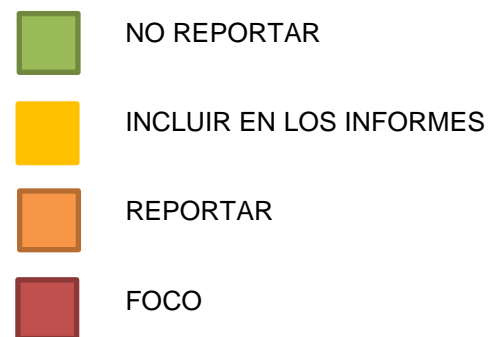 NO REPORTAR
INCLUIR EN LOS INFORMES
REPORTAR
FOCO